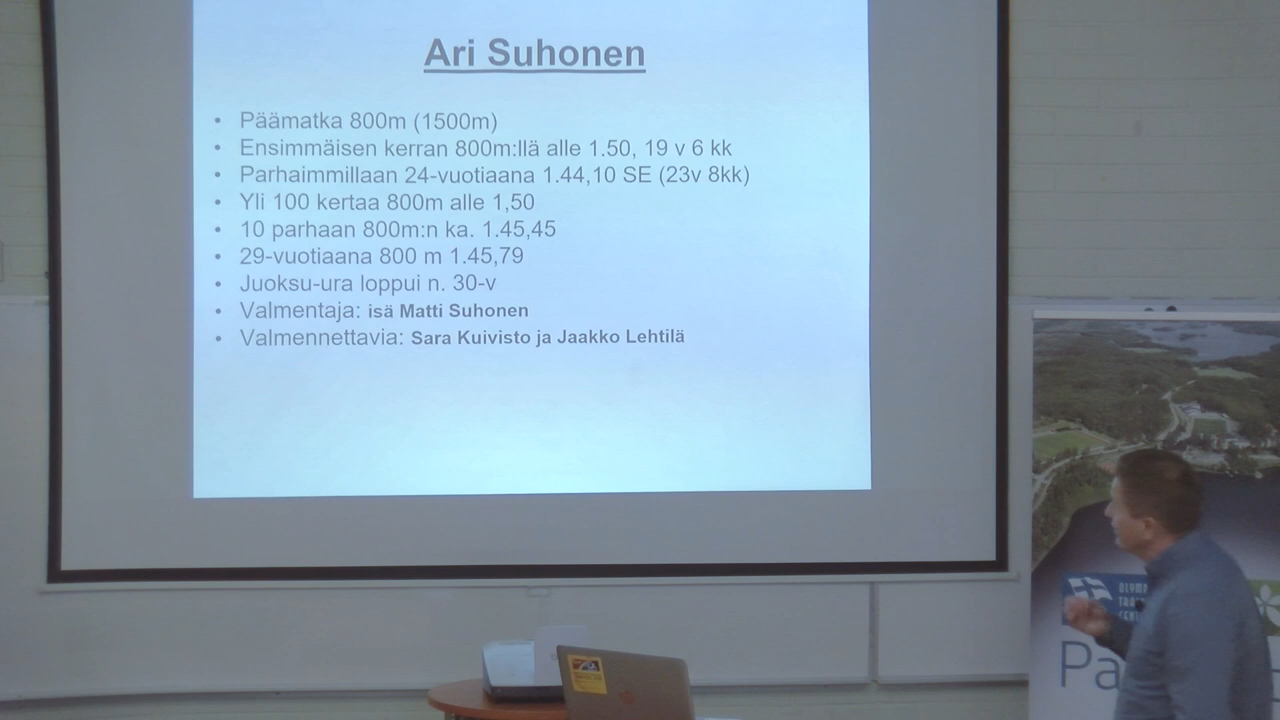 Ari Suhonen
• Päämatka 800m (1500m)
• Ensimmäisen kerran 800m:llä alle 1.50, 19 v 6 kk
• Parhaimmillaan 24-vuotiaana 1.44,10 SE (23v 8kk)
• Yli 100 kertaa 800m alle 1,50
• 10 parhaan 800m:n ka. 1.45,45
• 29-vuotiaana 800 m 1.45,79
• Juoksu-ura loppui n. 30-v
• Valmentaja: isä Matti Suhonen
• Valmennettavia: Sara Kuivisto ja Jaakko Lehtilä